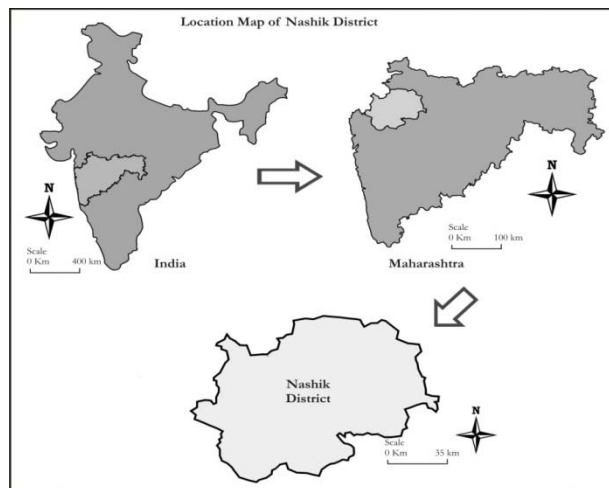 Location Map of Nashik District
N
Scale
0 Km 400 km
India
N
Scale
0 Km 100 km
Maharashtra
Nashik
District
N
Scale
0 Km 35 km